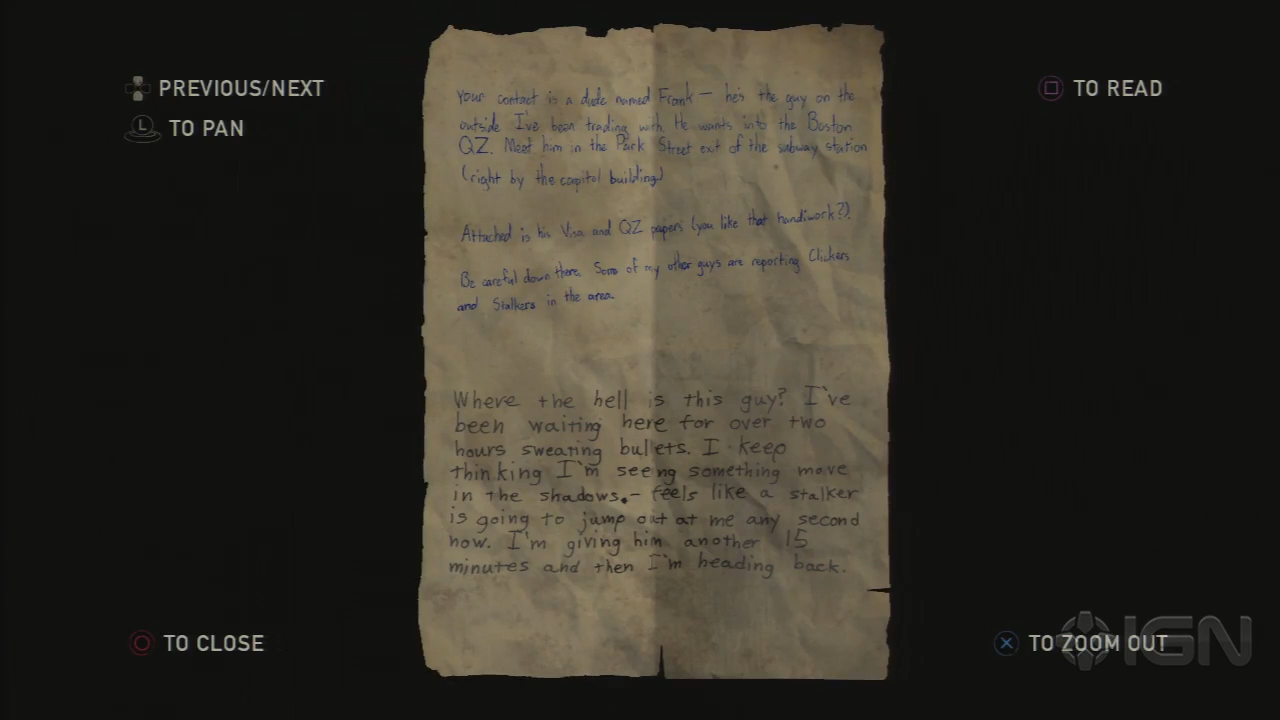 PREVIOUS/NEXT
L TO PAN
TO READ
Your contact is a dude named Frank – he's the guy on the
outside I've been trading with. He wants into the Boston
QZ. Meet him in the Park Street exit of the subway station
(right by the capitol building)
Attached is his Visa and QZ papers (you like that handiwork?).
Be careful down there. Some of my other guys are reporting Clickers
and Stalkers in the area.
Where the hell is this guy? I've
been waiting here for over two
hours sweating bullets. I keep
thinking I'm seeing something move
in the shadows.– feels like a stalker
is going to jump out at me any second
now. I'm giving him another 15
minutes and then I'm heading back.
TO CLOSE
TO ZOOM OUT
IGN